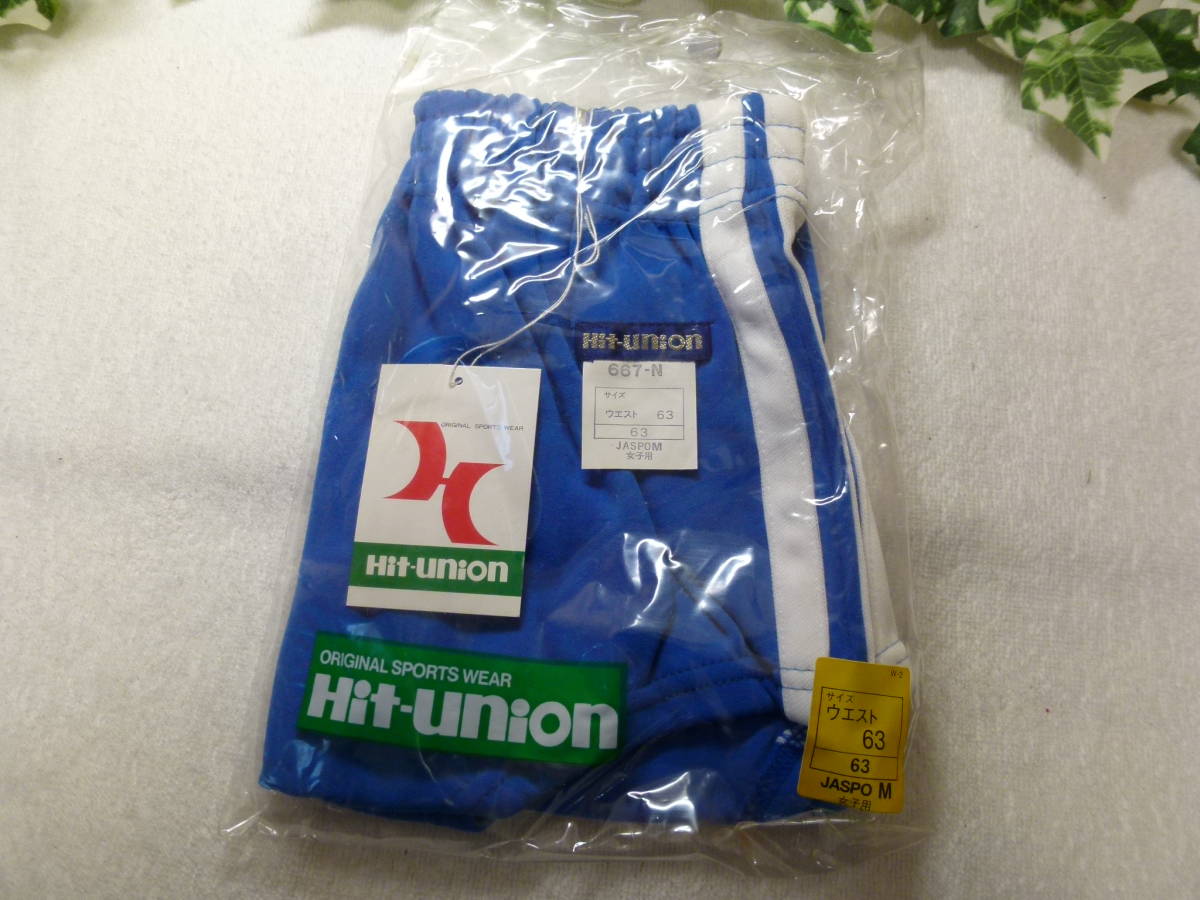 Hit-union
667-N
サイズ
ウエスト 63
63
JASPO M
女子用
ORIGINAL SPORTS WEAR
Hit-union
ORIGINAL SPORTS WEAR
Hit-union
W-2
サイズ
ウエスト
63
63
JASPO M
女子用